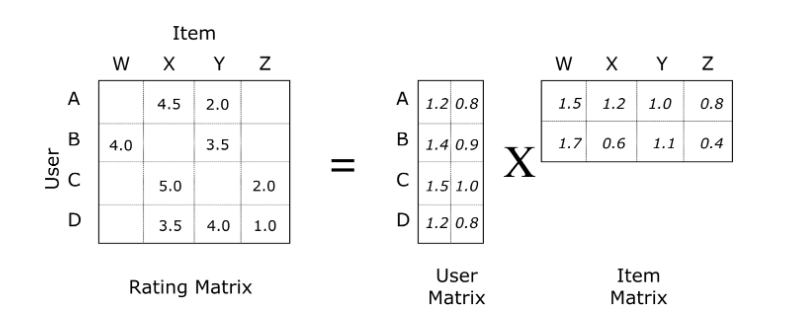 Item
W X Y Z W X Y Z
A 4.5 2.0 A 1.2 0.8 1.5 1.2 1.0 0.8
B 4.0 3.5 B 1.4 0.9 1.7 0.6 1.1 0.4
User
= X
C 5.0 2.0 C 1.5 1.0
D 3.5 4.0 1.0 D 1.2 0.8
Rating Matrix
User
Matrix
Item
Matrix